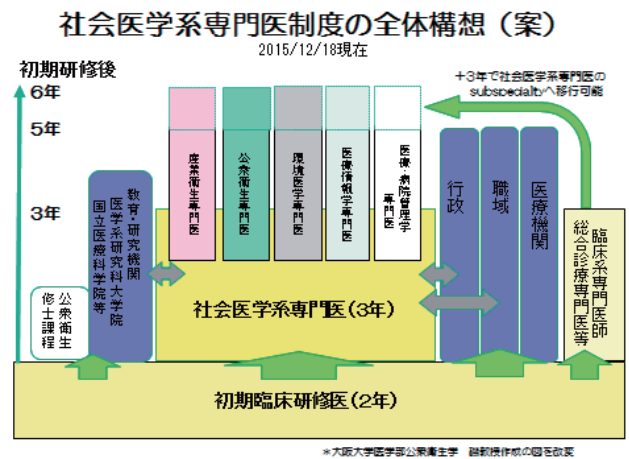 社会医学系専門医制度の全体構想（案）
2015/12/18現在
初期研修後
6年
5年
3年
＋3年で社会医学系専門医の
subspecialtyへ移行可能
産業衛生専門医
公衆衛生専門医
環境医学専門医
医療情報学専門医
医療・病院管理学
専門医
行政
職域
医療機関
臨床系専門医師
総合診療専門医等
教育・研究機関
医学系研究科大学院
国立医療科学院等
公衆衛生
修士課程
社会医学系専門医（3年）
初期臨床研修医（2年）
＊大阪大学医学部公衆衛生学　磯教授作成の図を改変